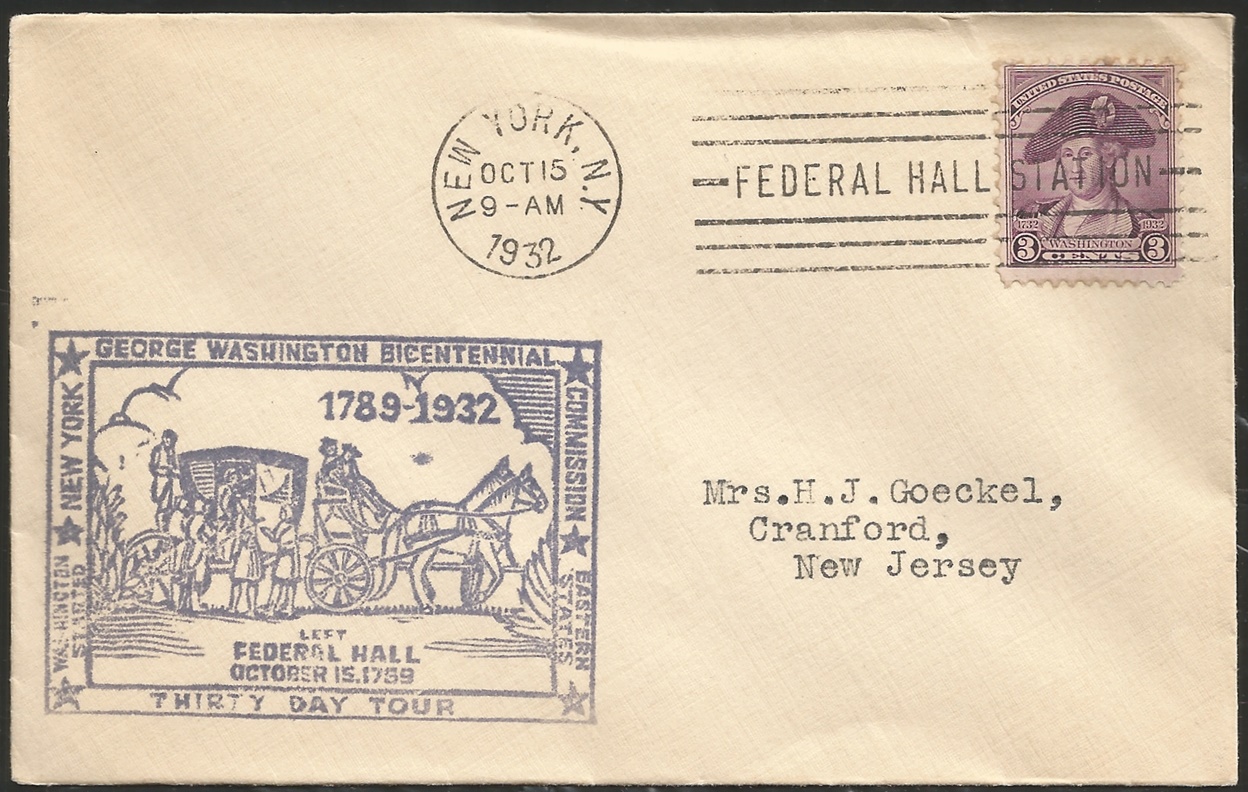 NEW YORK, N.Y.
OCT 15
9-AM
1932
FEDERAL HALL STATION
UNITED STATES POSTAGE
1732 1932
3 WASHINGTON 3
CENTS
GEORGE WASHINGTON BICENTENNIAL
COMMISSION
EASTERN
STATES
WASHINGTON
STARTED
NEW YORK
1789-1932
LEFT
FEDERAL HALL
OCTOBER 15.1789
THIRTY DAY TOUR
Mrs.H.J.Goeckel,
Cranford,
New Jersey